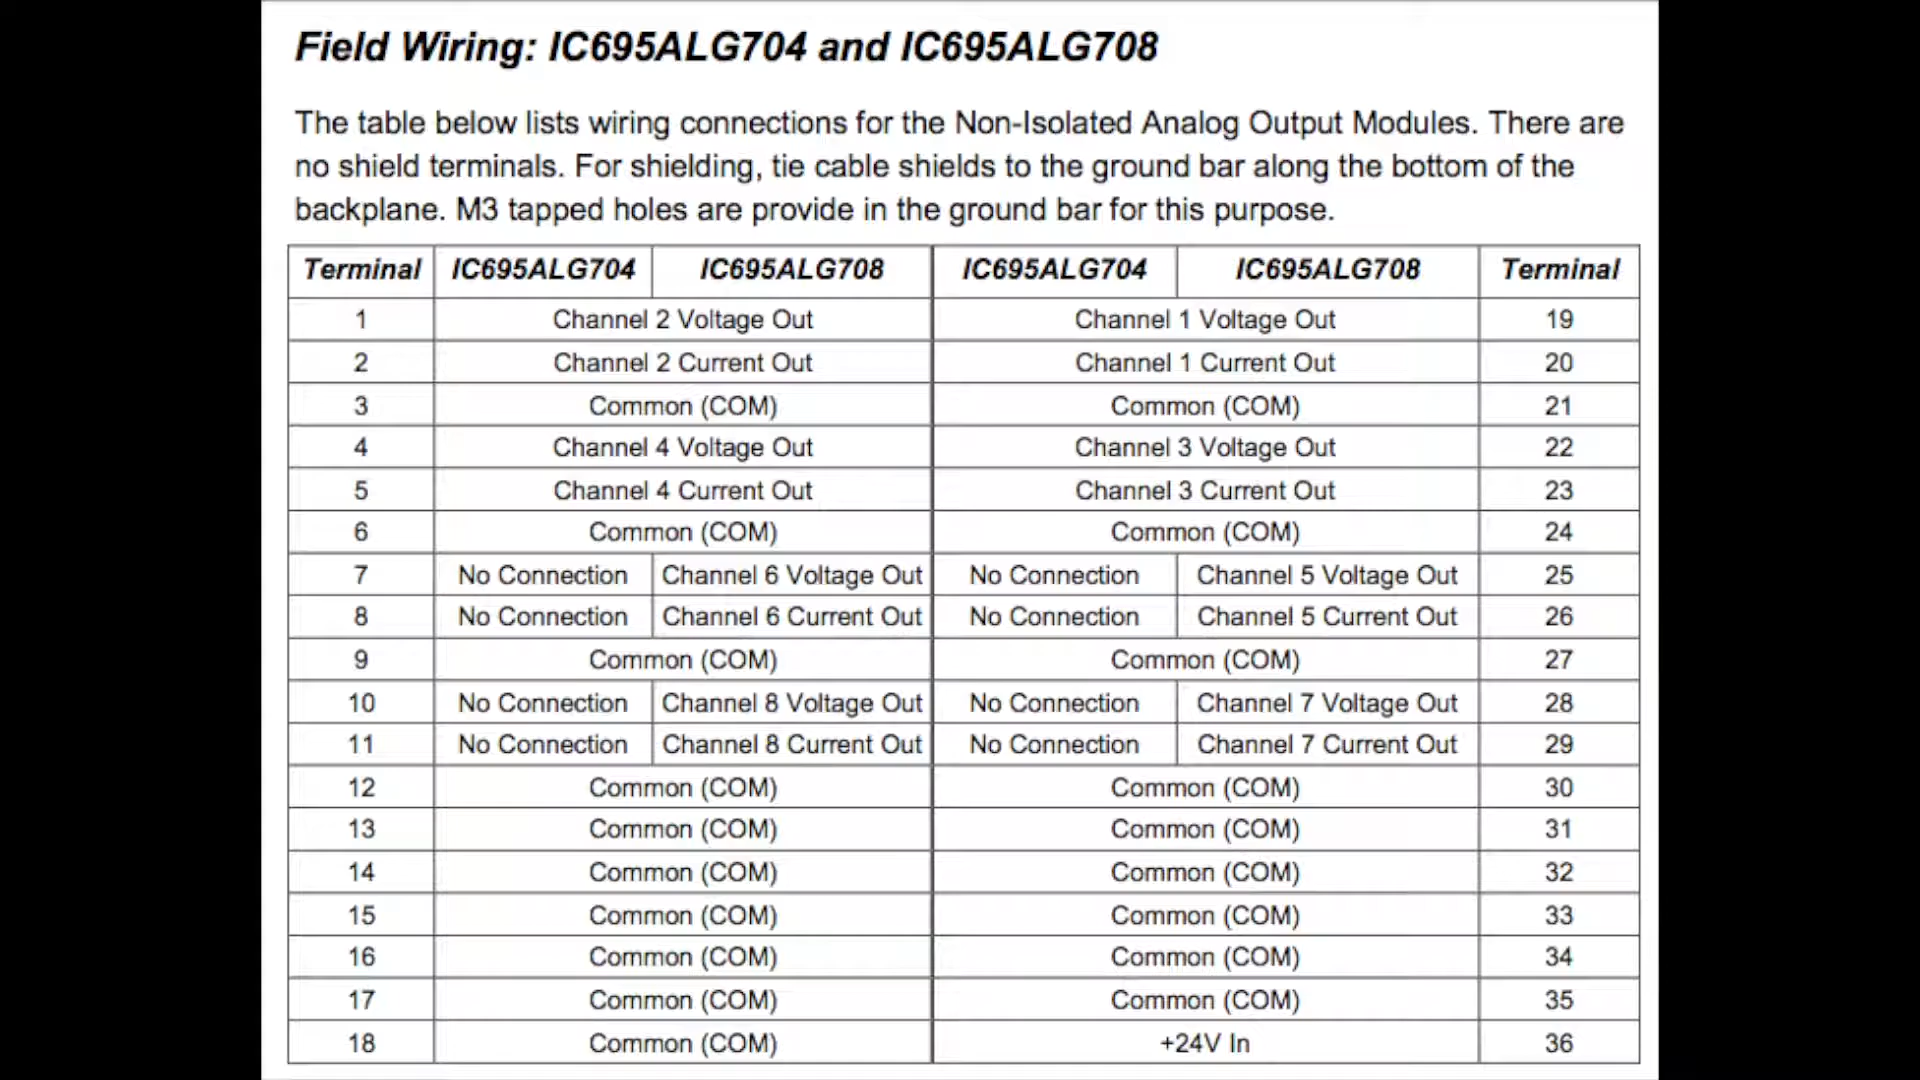 Field Wiring: IC695ALG704 and IC695ALG708
The table below lists wiring connections for the Non-Isolated Analog Output Modules. There are
no shield terminals. For shielding, tie cable shields to the ground bar along the bottom of the
backplane. M3 tapped holes are provide in the ground bar for this purpose.
Terminal IC695ALG704 IC695ALG708 IC695ALG704 IC695ALG708 Terminal
1 Channel 2 Voltage Out Channel 1 Voltage Out 19
2 Channel 2 Current Out Channel 1 Current Out 20
3 Common (COM) Common (COM) 21
4 Channel 4 Voltage Out Channel 3 Voltage Out 22
5 Channel 4 Current Out Channel 3 Current Out 23
6 Common (COM) Common (COM) 24
7 No Connection Channel 6 Voltage Out No Connection Channel 5 Voltage Out 25
8 No Connection Channel 6 Current Out No Connection Channel 5 Current Out 26
9 Common (COM) Common (COM) 27
10 No Connection Channel 8 Voltage Out No Connection Channel 7 Voltage Out 28
11 No Connection Channel 8 Current Out No Connection Channel 7 Current Out 29
12 Common (COM) Common (COM) 30
13 Common (COM) Common (COM) 31
14 Common (COM) Common (COM) 32
15 Common (COM) Common (COM) 33
16 Common (COM) Common (COM) 34
17 Common (COM) Common (COM) 35
18 Common (COM) +24V In 36